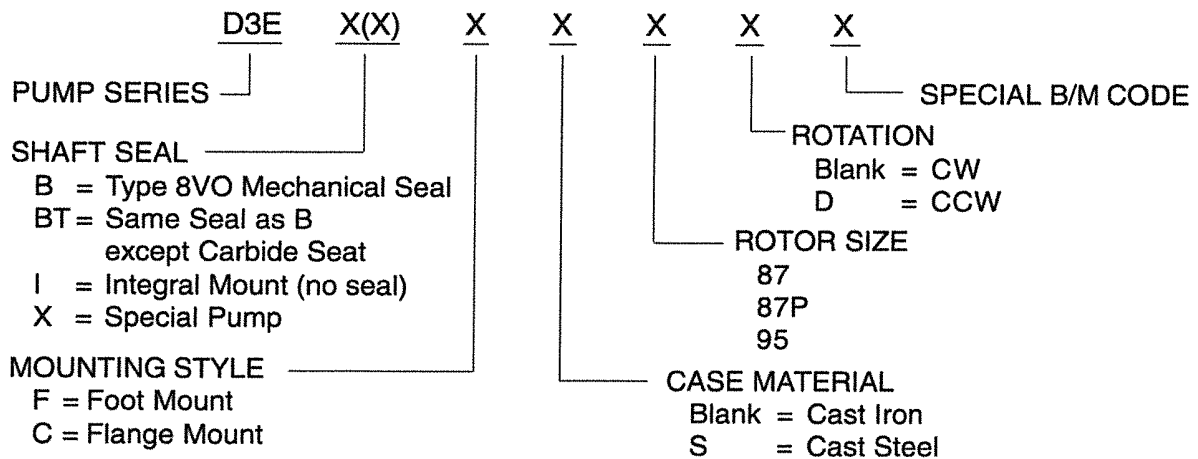 D3E X(X) X X X X X
PUMP SERIES
SPECIAL B/M CODE
ROTATION
Blank = CW
D = CCW
SHAFT SEAL
B = Type 8VO Mechanical Seal
BT = Same Seal as B
except Carbide Seat
I = Integral Mount (no seal)
X = Special Pump
ROTOR SIZE
87
87P
95
MOUNTING STYLE
F = Foot Mount
C = Flange Mount
CASE MATERIAL
Blank = Cast Iron
S = Cast Steel